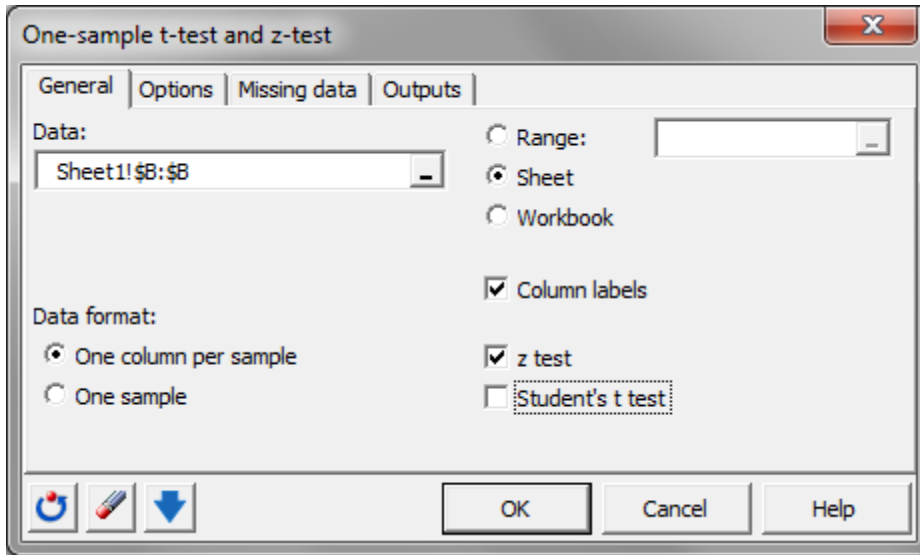 One-sample t-test and z-test
X
General Options Missing data Outputs
Data:
Sheet1!$B:$B
_
Range:
_
Sheet
Workbook
Column labels
Data format:
One column per sample
One sample
z test
Student's t test
OK Cancel Help